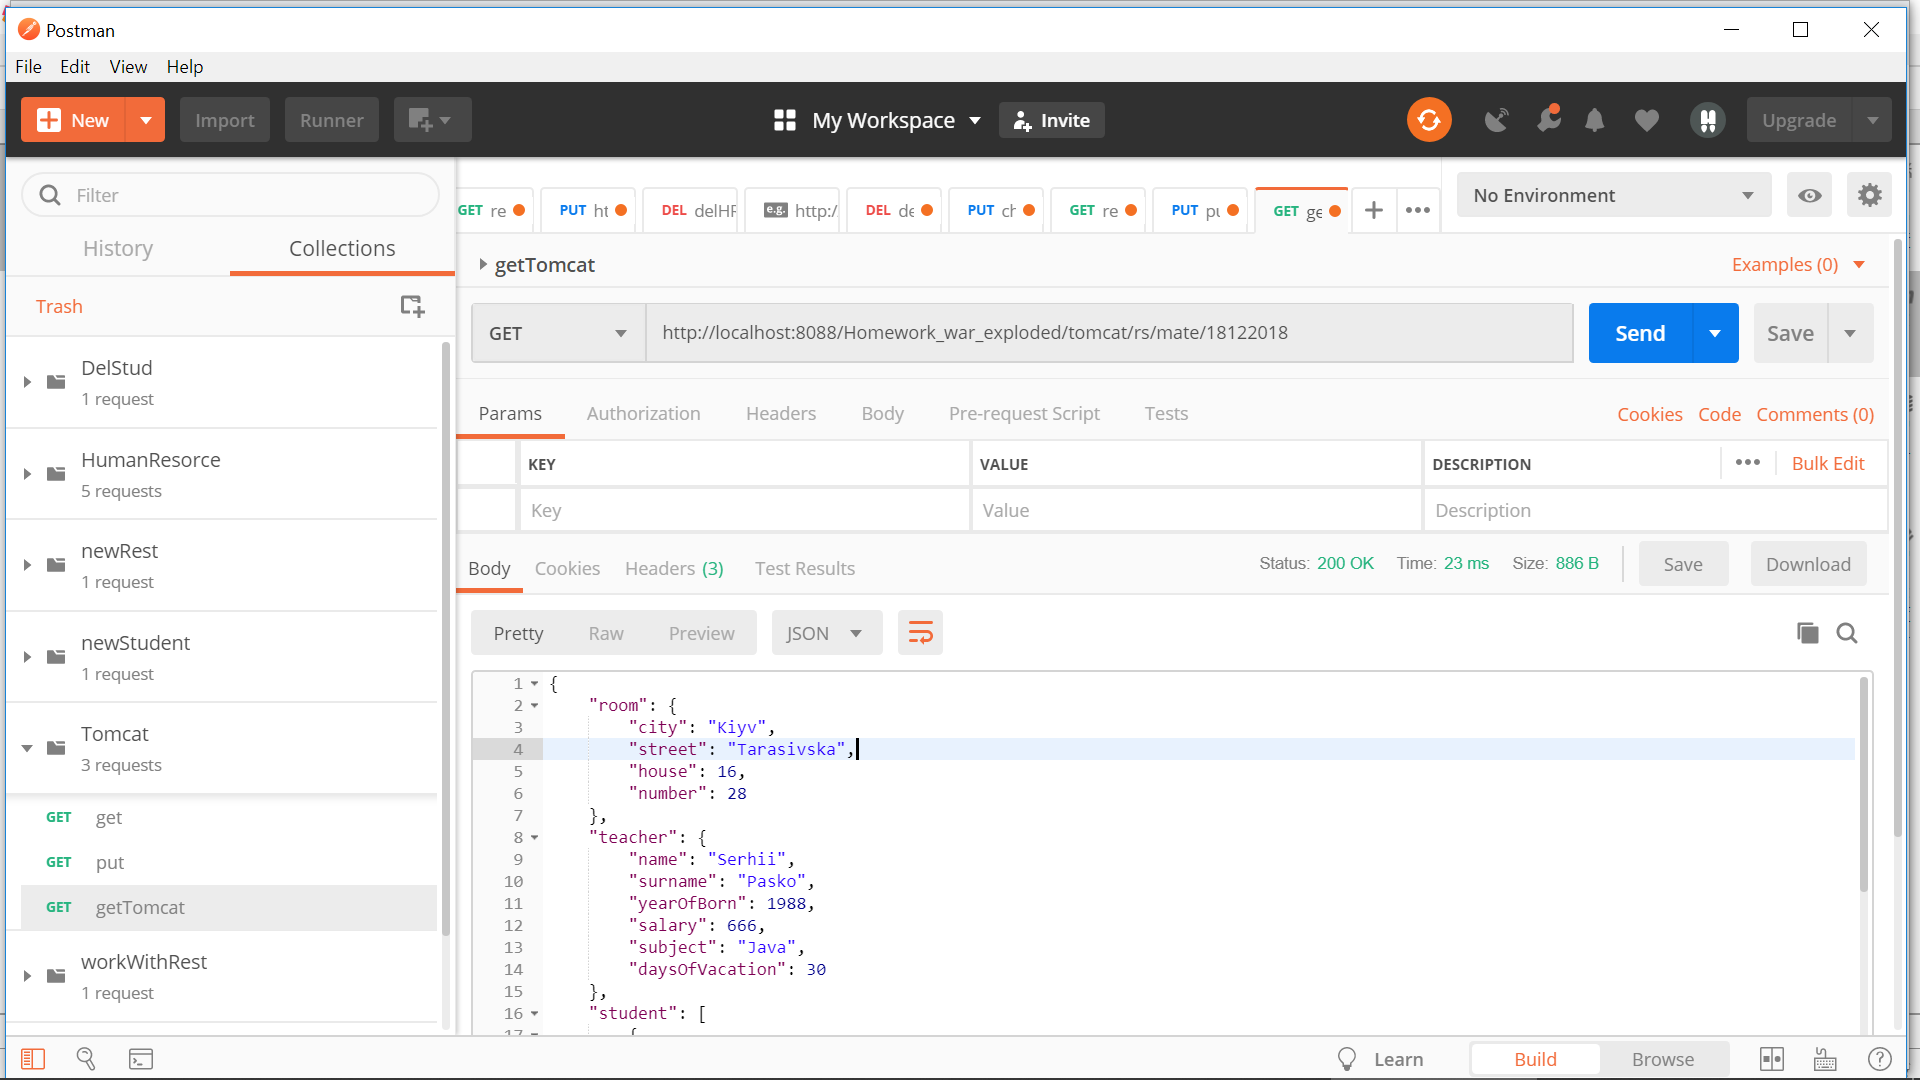 Postman
File Edit View Help
New Import Runner My Workspace Invite Upgrade
Filter
History Collections
Trash
DelStud
1 request
HumanResorce
5 requests
newRest
1 request
newStudent
1 request
Tomcat
3 requests
GET get
GET put
GET getTomcat
workWithRest
1 request
GET re PUT ht DEL delHF e.g. http:/ DEL de PUT ch GET re PUT pu GET ge
No Environment
getTomcat
Examples (0)
GET http://localhost:8088/Homework_war_exploded/tomcat/rs/mate/18122018 Send Save
Params Authorization Headers Body Pre-request Script Tests Cookies Code Comments (0)
KEY VALUE DESCRIPTION Bulk Edit
Key Value Description
Body Cookies Headers (3) Test Results Status: 200 OK Time: 23 ms Size: 886 B Save Download
Pretty Raw Preview JSON
1 {
2 "room": {
3 "city": "Kiyv",
4 "street": "Tarasivska",
5 "house": 16,
6 "number": 28
7 },
8 "teacher": {
9 "name": "Serhii",
10 "surname": "Pasko",
11 "yearOfBorn": 1988,
12 "salary": 666,
13 "subject": "Java",
14 "daysOfVacation": 30
15 },
16 "student": [
17 {
Learn Build Browse